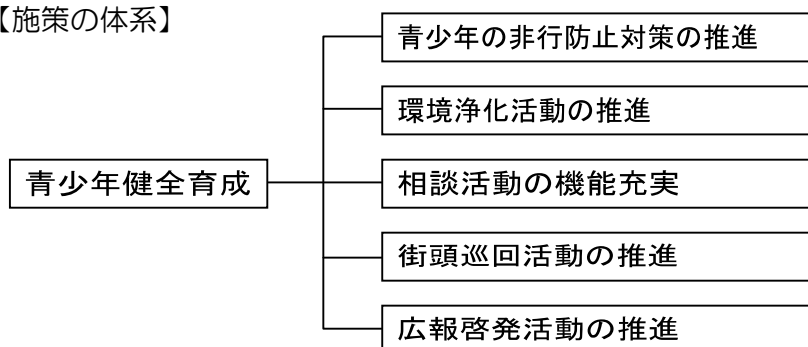 【施策の体系】
青少年の非行防止対策の推進
環境浄化活動の推進
青少年健全育成
相談活動の機能充実
街頭巡回活動の推進
広報啓発活動の推進